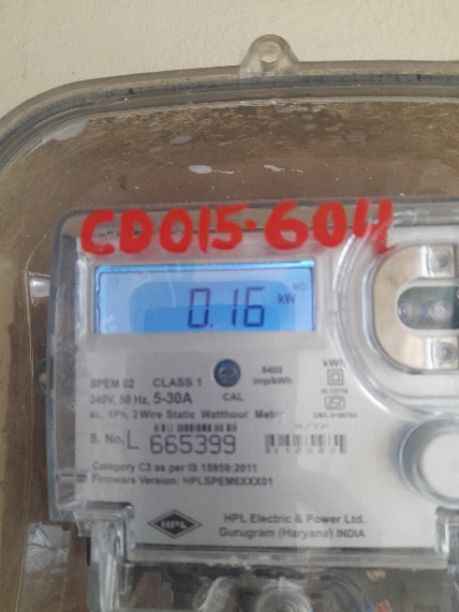 CD015·604
MD
0.16 kW
SPEM 02 CLASS 1
6400 imp/kWh
kWh
240V, 50 Hz, 5-30A
CAL
ac, 1Ph, 2 Wire Static Watthour Meter
S. No. L 665399
Category C3 as per IS 15959:2011
Firmware Version: HPLSPEM6XXX01
HPL
HPL Electric & Power Ltd.
Gurugram (Haryana) INDIA